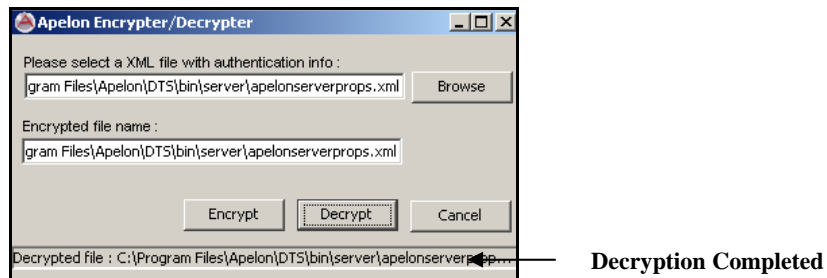 Apelon Encrypter/Decrypter
Please select a XML file with authentication info :
gram Files\Apelon\DTS\bin\server\apelonserverprops.xml
Browse
Encrypted file name :
gram Files\Apelon\DTS\bin\server\apelonserverprops.xml
Encrypt
Decrypt
Cancel
Decrypted file : C:\Program Files\Apelon\DTS\bin\server\apelonserverprop...
Decryption Completed